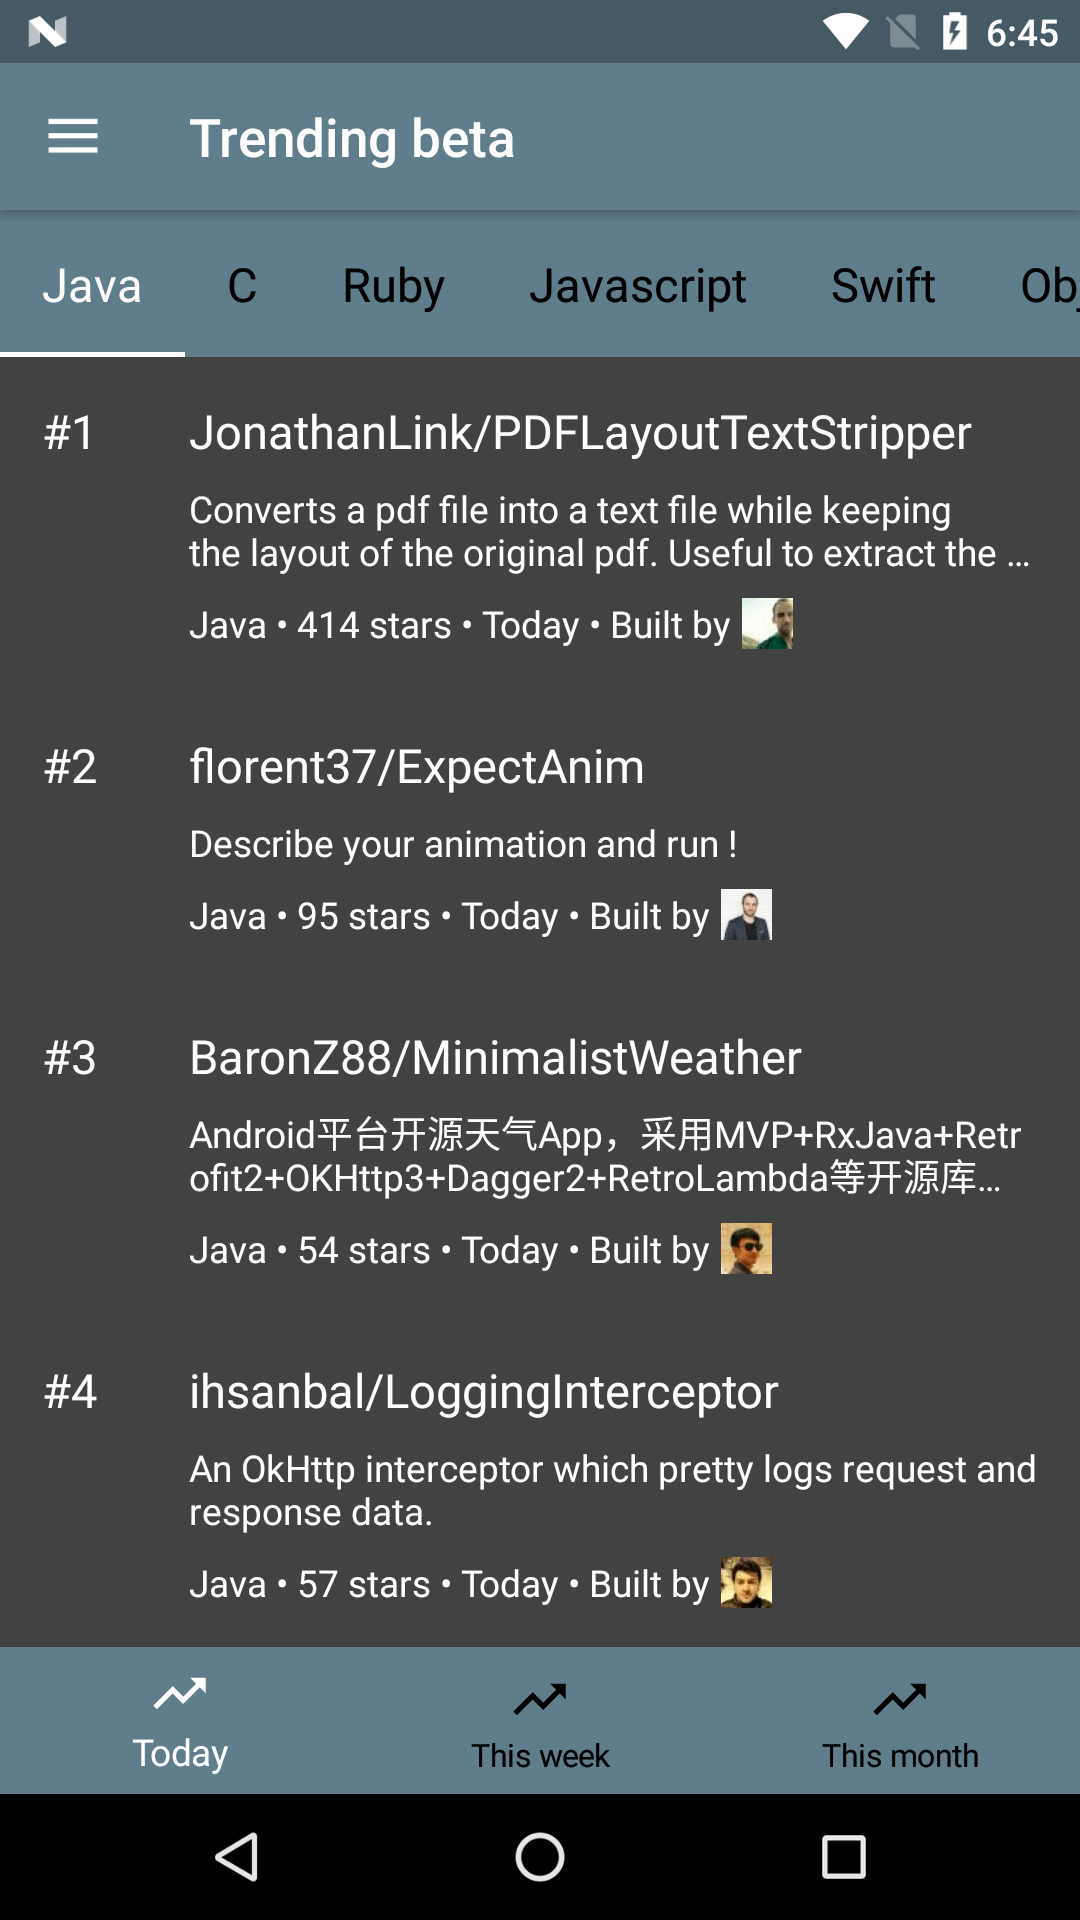 6:45
Trending beta
Java C Ruby Javascript Swift Obj
#1 JonathanLink/PDFLayoutTextStripper
Converts a pdf file into a text file while keeping
the layout of the original pdf. Useful to extract the ...
Java • 414 stars • Today • Built by
#2 florent37/ExpectAnim
Describe your animation and run !
Java • 95 stars • Today • Built by
#3 BaronZ88/MinimalistWeather
Android平台开源天气App，采用MVP+RxJava+Retr
ofit2+OKHttp3+Dagger2+RetroLambda等开源库...
Java • 54 stars • Today • Built by
#4 ihsanbal/LoggingInterceptor
An OkHttp interceptor which pretty logs request and
response data.
Java • 57 stars • Today • Built by
Today This week This month